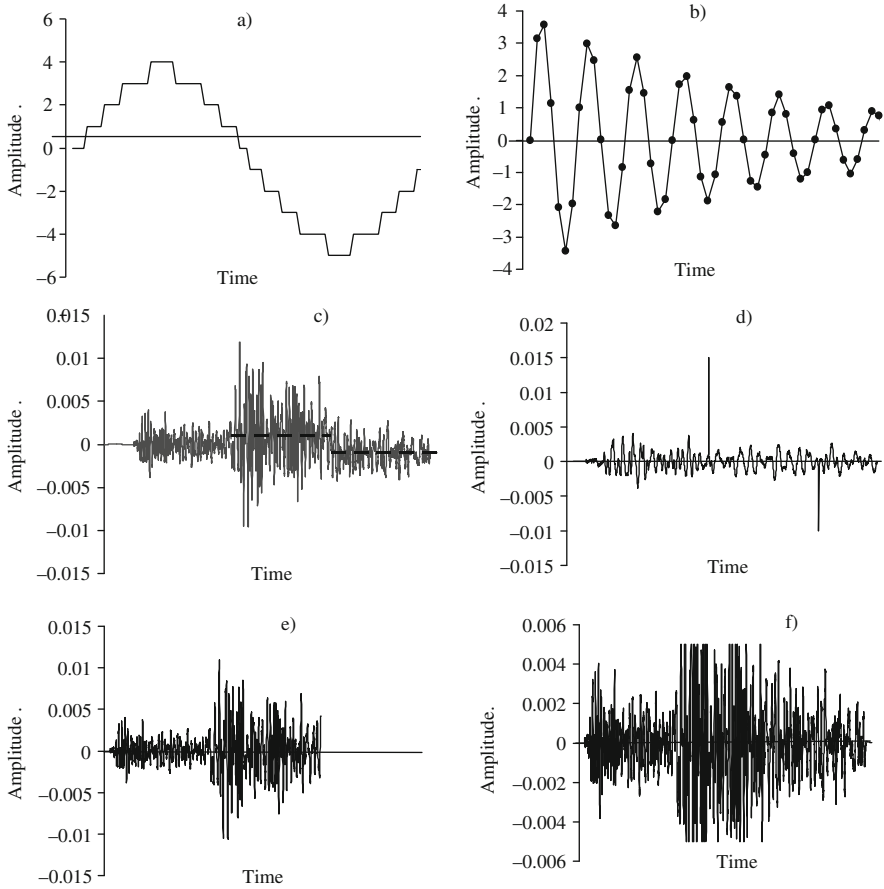 a)
6
4
2
0
–2
–4
–6
Amplitude .
Time
b)
4
3
2
1
0
–1
–2
–3
–4
Amplitude .
Time
c)
0.015
0.01
0.005
0
–0.005
–0.01
–0.015
Amplitude .
Time
d)
0.02
0.015
0.01
0.005
0
–0.005
–0.01
–0.015
Amplitude .
Time
e)
0.015
0.01
0.005
0
–0.005
–0.01
–0.015
Amplitude .
Time
f)
0.006
0.004
0.002
0
–0.002
–0.004
–0.006
Amplitude.
Time